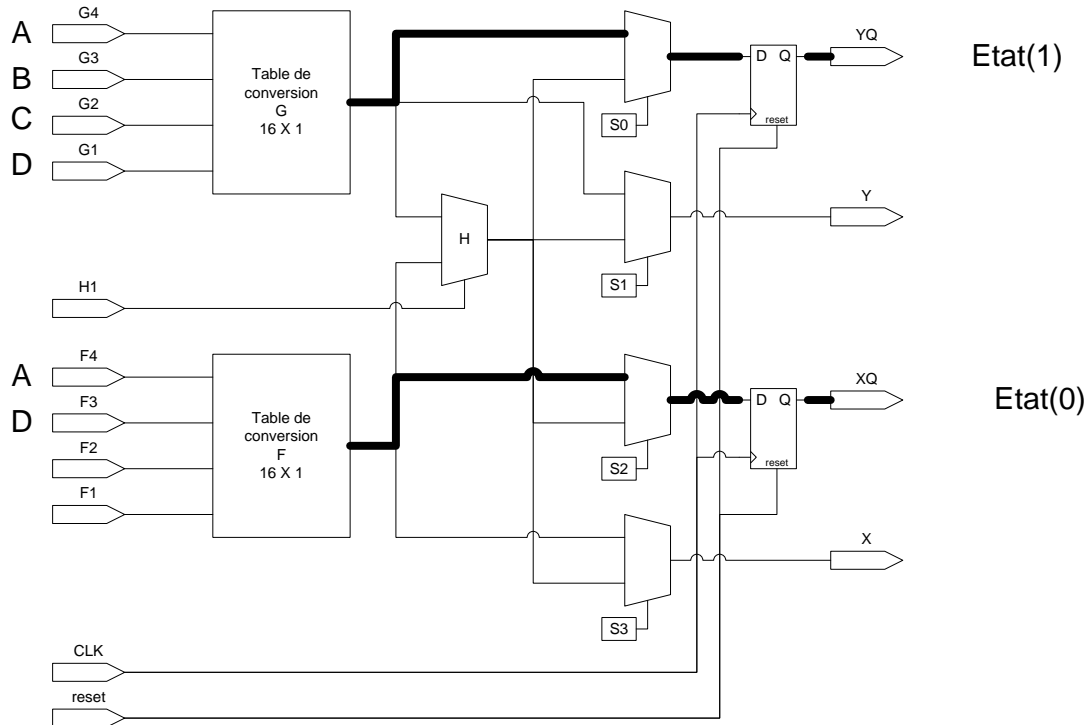 G4
A
G3
B
G2
C
G1
D
Table de
conversion
G
16 X 1
S0
D Q
reset
YQ
Etat(1)
H
S1
Y
H1
F4
A
F3
D
F2
F1
Table de
conversion
F
16 X 1
S2
D Q
reset
XQ
Etat(0)
S3
X
CLK
reset